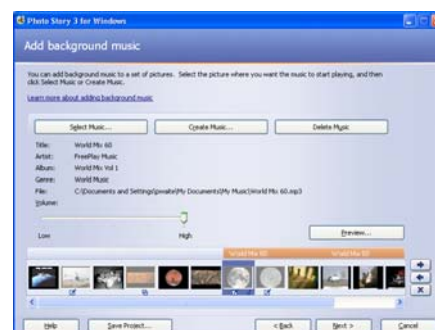 Photo Story 3 for Windows
Add background music
You can add background music to a set of pictures. Select the picture where you want the music to start playing, and then
click Select Music or Create Music.
Learn more about adding background music
Select Music... Create Music... Delete Music
Title: World Mix 60
Artist: FreePlay Music
Album: World Mix Vol 1
Genre: World Music
File: C:\Documents and Settings\pwaite\My Documents\My Music\World Mix 60.mp3
Volume:
Low High Preview...
World Mix 60 World Mix 60
Help Save Project... < Back Next > Cancel